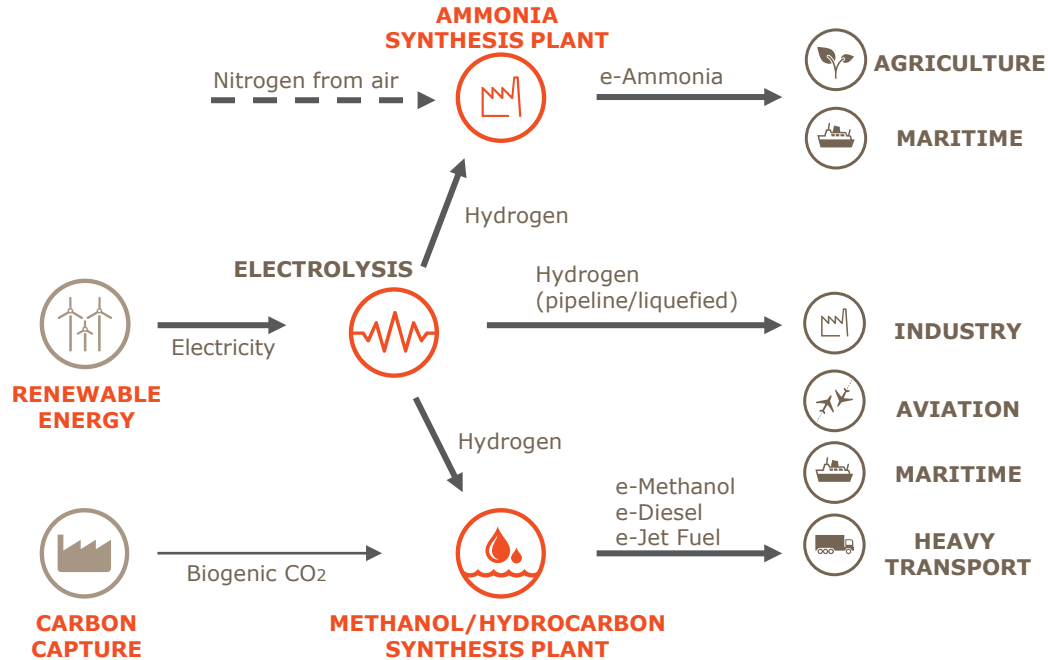 AMMONIA
SYNTHESIS PLANT
Nitrogen from air
e-Ammonia
AGRICULTURE
MARITIME
Hydrogen
ELECTROLYSIS
Hydrogen
(pipeline/liquefied)
Electricity
INDUSTRY
RENEWABLE
ENERGY
AVIATION
Hydrogen
MARITIME
e-Methanol
e-Diesel
e-Jet Fuel
HEAVY
TRANSPORT
Biogenic CO2
CARBON
CAPTURE
METHANOL/HYDROCARBON
SYNTHESIS PLANT